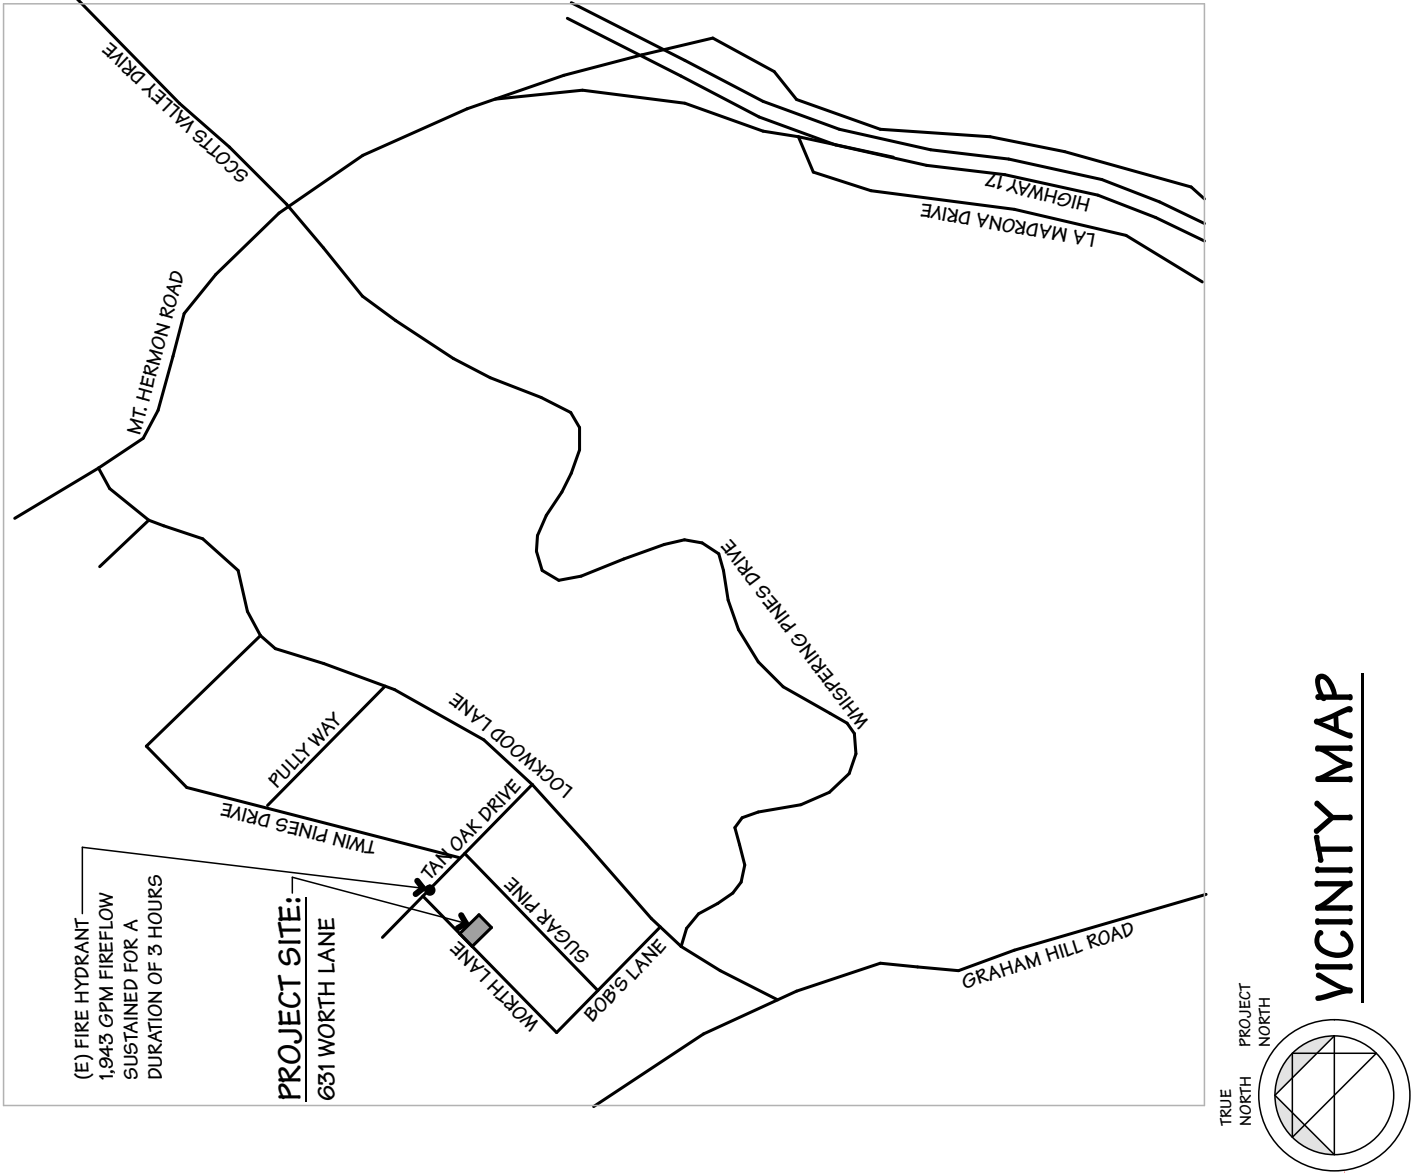 SCOTTS VALLEY DRIVE
HIGHWAY 17
LA MADRONA DRIVE
MT. HERMON ROAD
WHISPERING PINES DRIVE
LOCKWOOD LANE
PULLY WAY
TWIN PINES DRIVE
TAN OAK DRIVE
SUGAR PINE
WORTH LANE
BOB'S LANE
GRAHAM HILL ROAD
(E) FIRE HYDRANT
1,943 GPM FIREFLOW
SUSTAINED FOR A
DURATION OF 3 HOURS
PROJECT SITE:
631 WORTH LANE
VICINITY MAP
TRUE
NORTH
PROJECT
NORTH